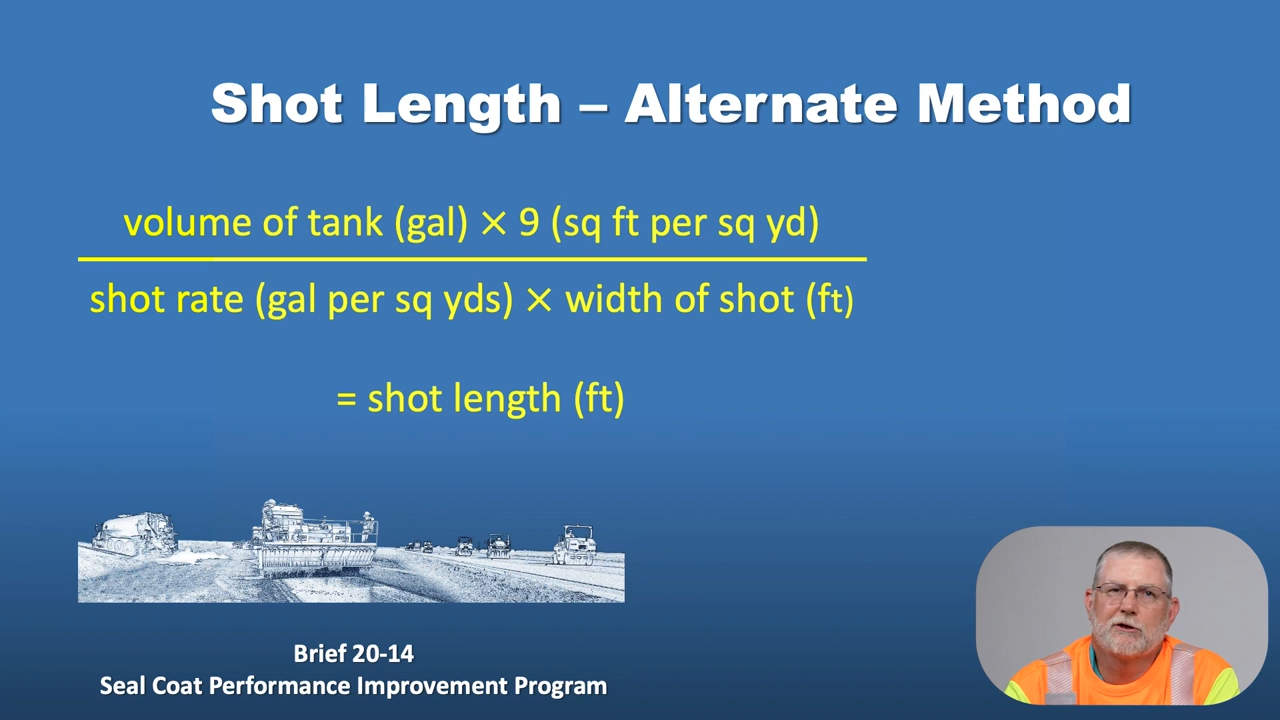 Shot Length – Alternate Method
volume of tank (gal) × 9 (sq ft per sq yd)
shot rate (gal per sq yds) × width of shot (ft)
= shot length (ft)
Brief 20-14
Seal Coat Performance Improvement Program